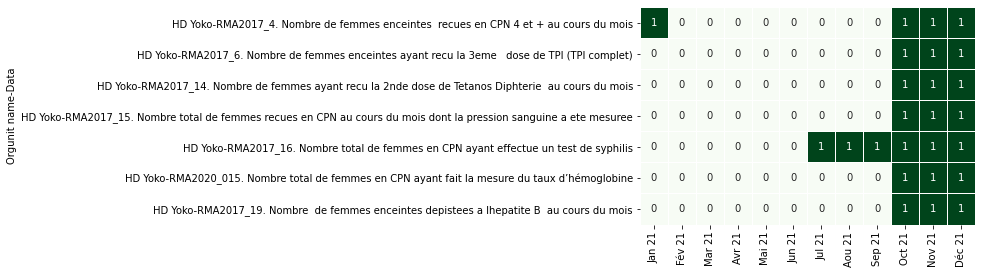 Orgunit name-Data
HD Yoko-RMA2017_4. Nombre de femmes enceintes  recues en CPN 4 et + au cours du mois 1 0 0 0 0 0 0 0 0 1 1 1
HD Yoko-RMA2017_6. Nombre de femmes enceintes ayant recu la 3eme   dose de TPI (TPI complet) 0 0 0 0 0 0 0 0 0 1 1 1
HD Yoko-RMA2017_14. Nombre de femmes ayant recu la 2nde dose de Tetanos Diphterie  au cours du mois 0 0 0 0 0 0 0 0 0 1 1 1
HD Yoko-RMA2017_15. Nombre total de femmes recues en CPN au cours du mois dont la pression sanguine a ete mesuree 0 0 0 0 0 0 0 0 0 1 1 1
HD Yoko-RMA2017_16. Nombre total de femmes en CPN ayant effectue un test de syphilis 0 0 0 0 0 0 1 1 1 1 1 1
HD Yoko-RMA2020_015. Nombre total de femmes en CPN ayant fait la mesure du taux d’hémoglobine 0 0 0 0 0 0 0 0 0 1 1 1
HD Yoko-RMA2017_19. Nombre  de femmes enceintes depistees a lhepatite B  au cours du mois 0 0 0 0 0 0 0 0 0 1 1 1
Jan 21
Fév 21
Mar 21
Avr 21
Mai 21
Jun 21
Jul 21
Aou 21
Sep 21
Oct 21
Nov 21
Déc 21